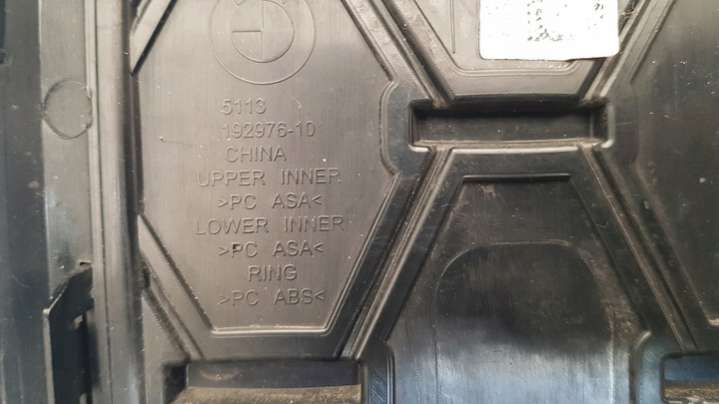 5113
192976-10
CHINA
UPPER INNER
>PC ASA<
LOWER INNER
>PC ASA<
RING
>PC ABS<